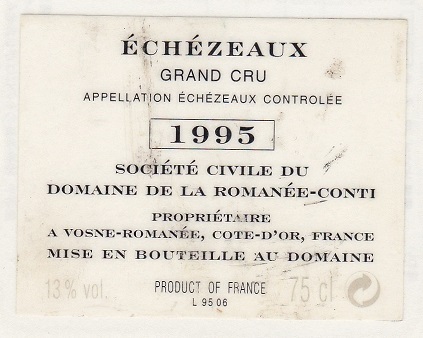 ÉCHÉZEAUX
GRAND CRU
APPELLATION ÉCHÉZEAUX CONTROLÉE
1995
SOCIÉTÉ CIVILE DU
DOMAINE DE LA ROMANÉE-CONTI
PROPRIÉTAIRE
A VOSNE-ROMANÉE, COTE-D'OR, FRANCE
MISE EN BOUTEILLE AU DOMAINE
13% vol. PRODUCT OF FRANCE 75 cl
L 95 06